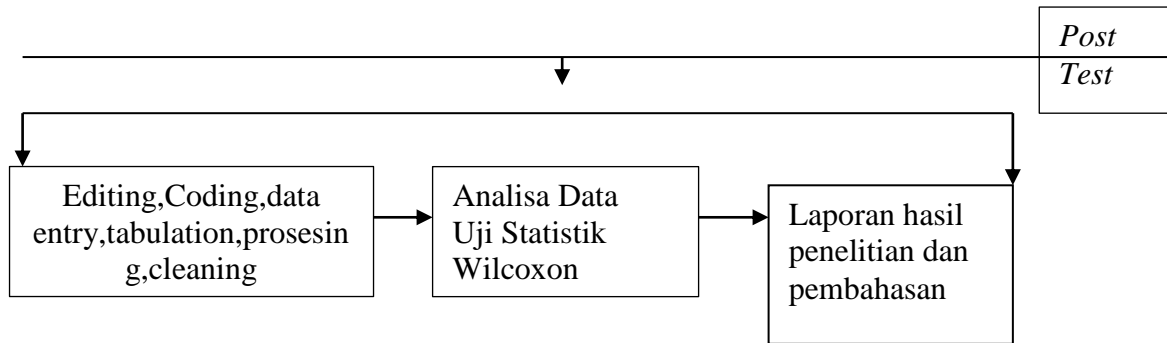 Post
Test
Editing,Coding,data
entry,tabulation,prosesin
g,cleaning
Analisa Data
Uji Statistik
Wilcoxon
Laporan hasil
penelitian dan
pembahasan